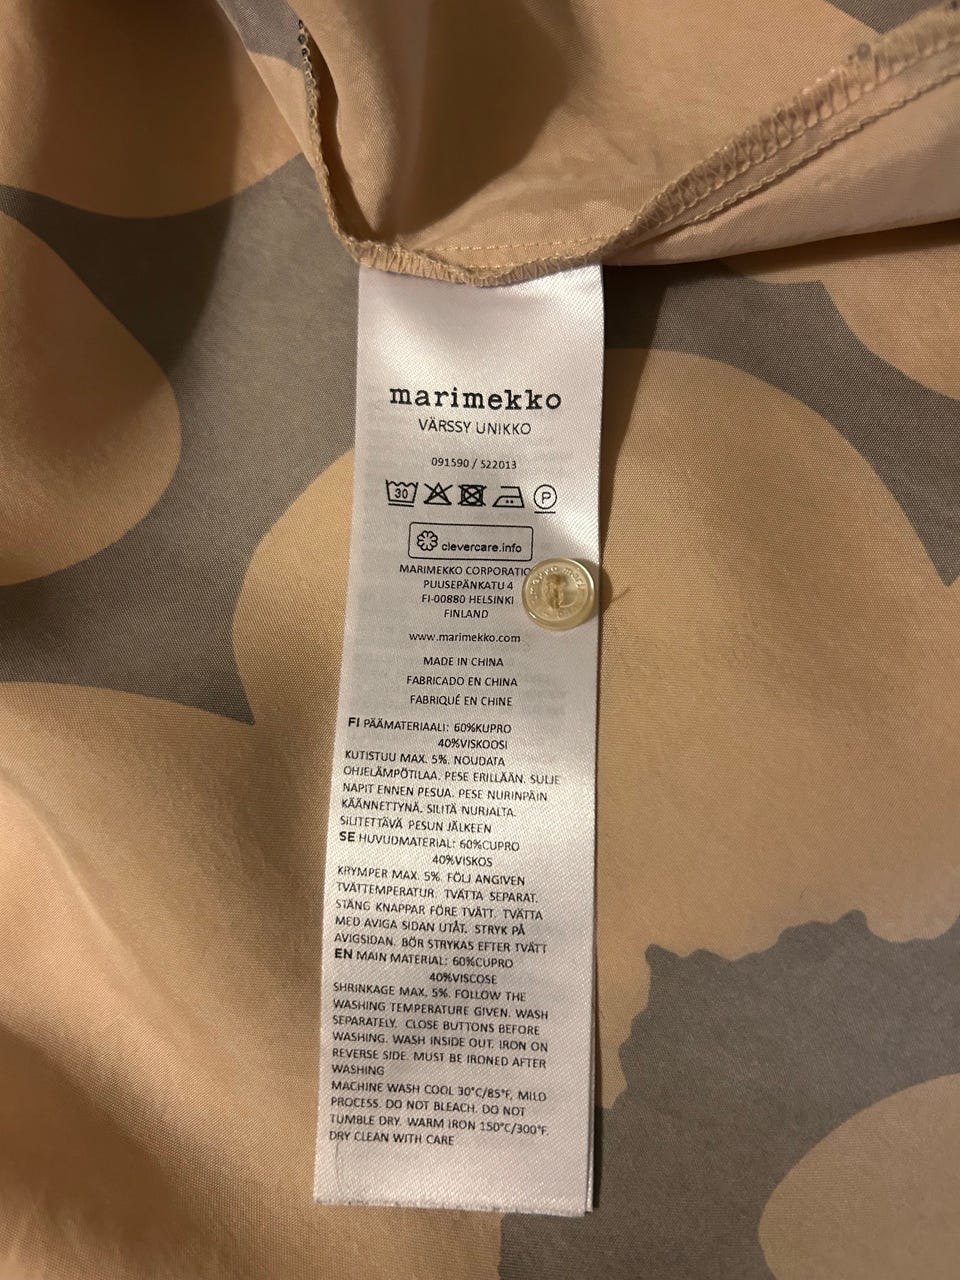 marimekko
VÄRSSY UNIKKO
091590 / 522013
30 P
clevercare.info
MARIMEKKO
PUUSEPÄNKATU 4
FI-00880 HELSINKI
FINLAND
www.marimekko.com
MADE IN CHINA
FABRICADO EN CHINA
FABRIQUÉ EN CHINE
FI PÄÄMATERIAALI: 60%KUPRO
40%VISKOOSI
KUTISTUU MAX. 5%. NOUDATA
OHJELÄMPÖTILAA. PESE ERILLÄÄN. SULJE
NAPIT ENNEN PESUA. PESE NURINPÄIN
KÄÄNNETTYNÄ. SILITÄ NURJALTA.
SILITETTÄVÄ PESUN JÄLKEEN
SE HUVUDMATERIAL: 60%CUPRO
40%VISKOS
KRYMPER MAX. 5%. FÖLJ ANGIVEN
TVÄTTEMPERATUR. TVÄTTA SEPARAT.
STÄNG KNAPPAR FÖRE TVÄTT. TVÄTTA
MED AVIGA SIDAN UTÅT. STRYK PÅ
AVIGSIDAN. BÖR STRYKAS EFTER TVÄTT
EN MAIN MATERIAL: 60%CUPRO
40%VISCOSE
SHRINKAGE MAX. 5%. FOLLOW THE
WASHING TEMPERATURE GIVEN. WASH
SEPARATELY. CLOSE BUTTONS BEFORE
WASHING. WASH INSIDE OUT. IRON ON
REVERSE SIDE. MUST BE IRONED AFTER
WASHING
MACHINE WASH COOL 30°C/85°F, MILD
PROCESS. DO NOT BLEACH. DO NOT
TUMBLE DRY. WARM IRON 150°C/300°F.
DRY CLEAN WITH CARE